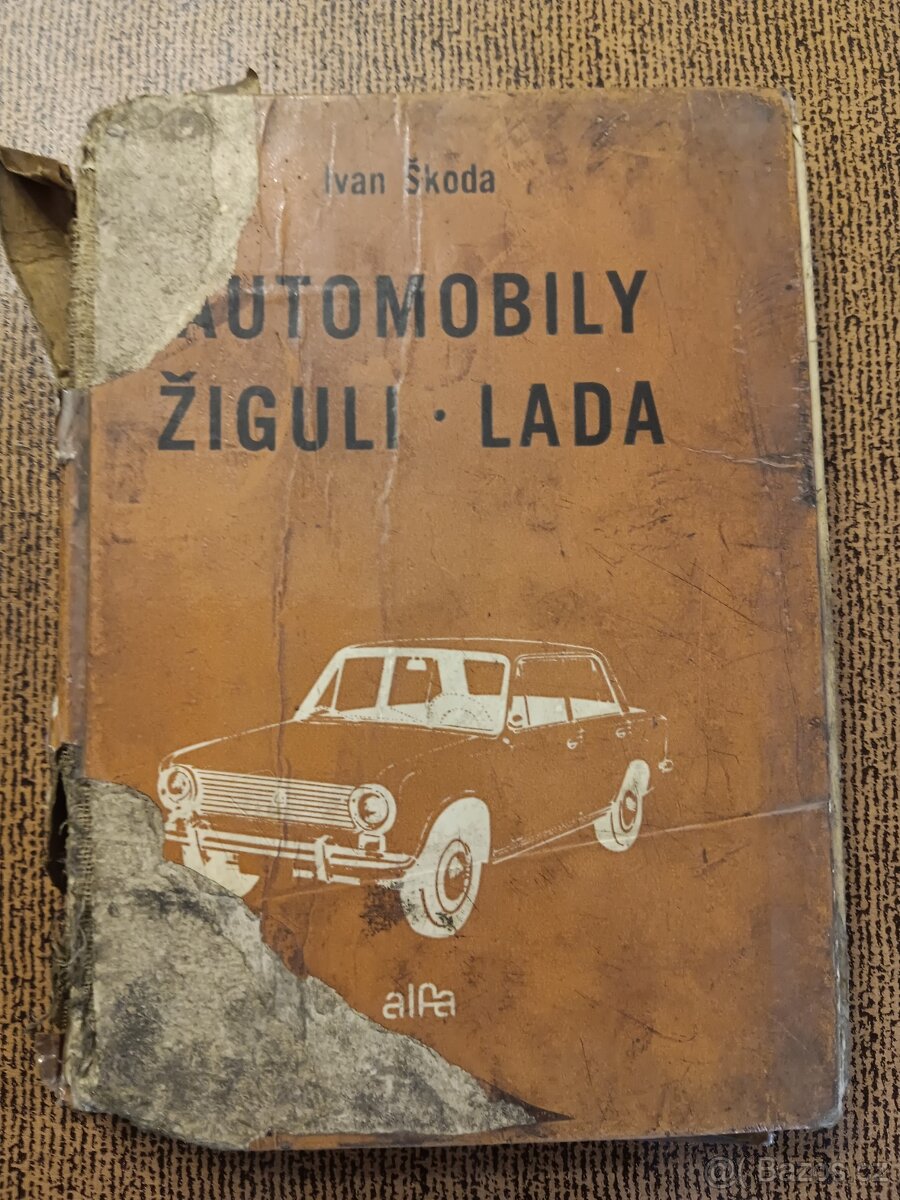 Ivan Škoda
AUTOMOBILY
ŽIGULI · LADA
alfa
@ Bazos.cz